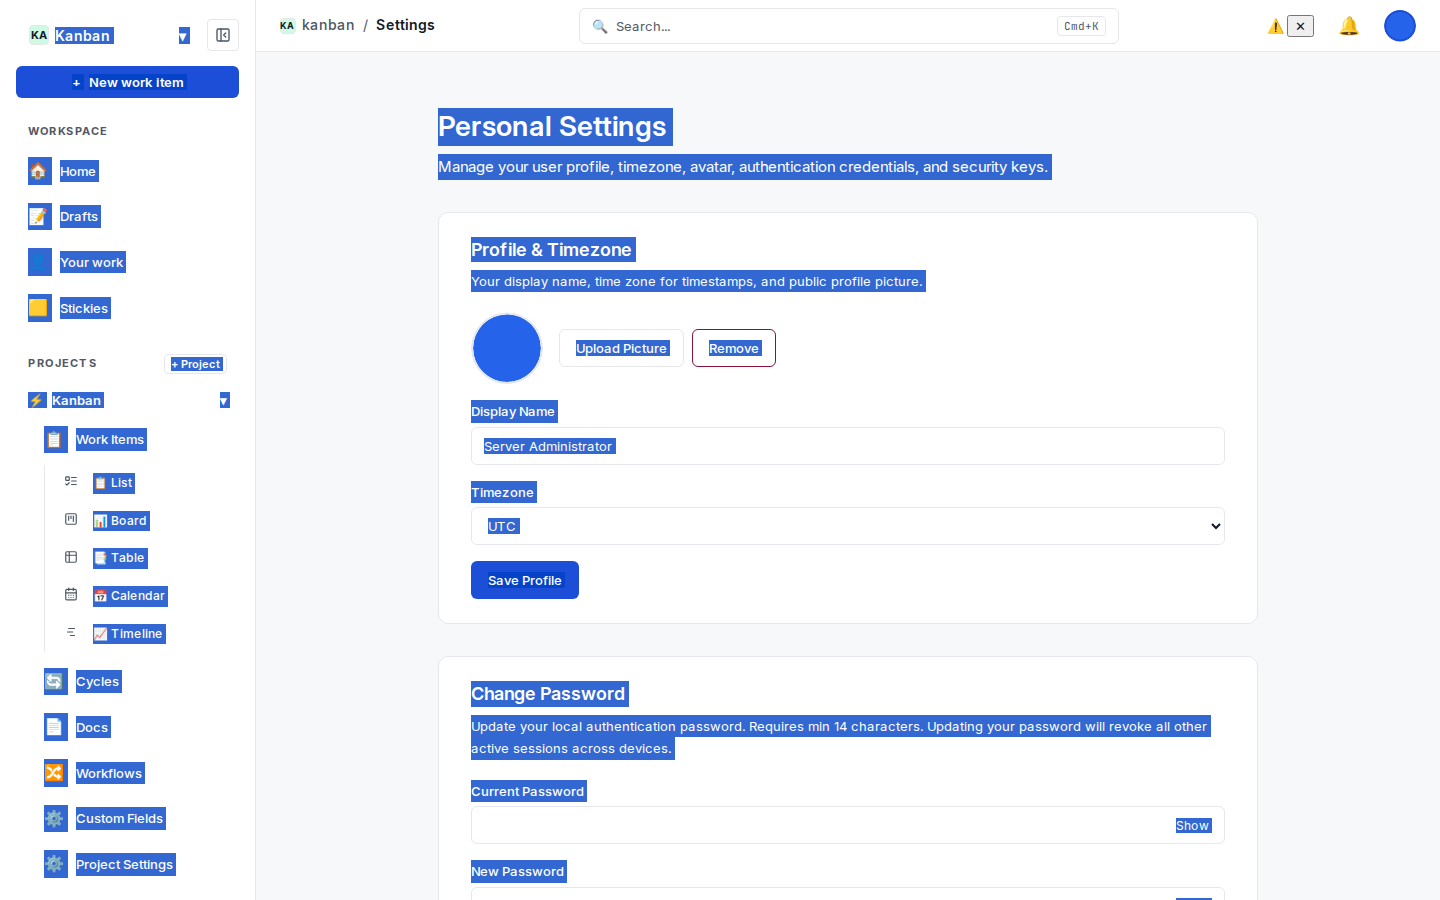 KA Kanban ▾
+ New work item
WORKSPACE
🏠 Home
📝 Drafts
👤 Your work
🟨 Stickies
PROJECTS + Project
⚡ Kanban ▾
📋 Work Items
📋 List
📊 Board
📑 Table
📅 Calendar
📈 Timeline
🔄 Cycles
📄 Docs
🔀 Workflows
⚙️ Custom Fields
⚙️ Project Settings
KA kanban / Settings
🔍 Search... Cmd+K
⚠️ ✕ 🔔
Personal Settings
Manage your user profile, timezone, avatar, authentication credentials, and security keys.
Profile & Timezone
Your display name, time zone for timestamps, and public profile picture.
Upload Picture Remove
Display Name
Server Administrator
Timezone
UTC
Save Profile
Change Password
Update your local authentication password. Requires min 14 characters. Updating your password will revoke all other
active sessions across devices.
Current Password
Show
New Password